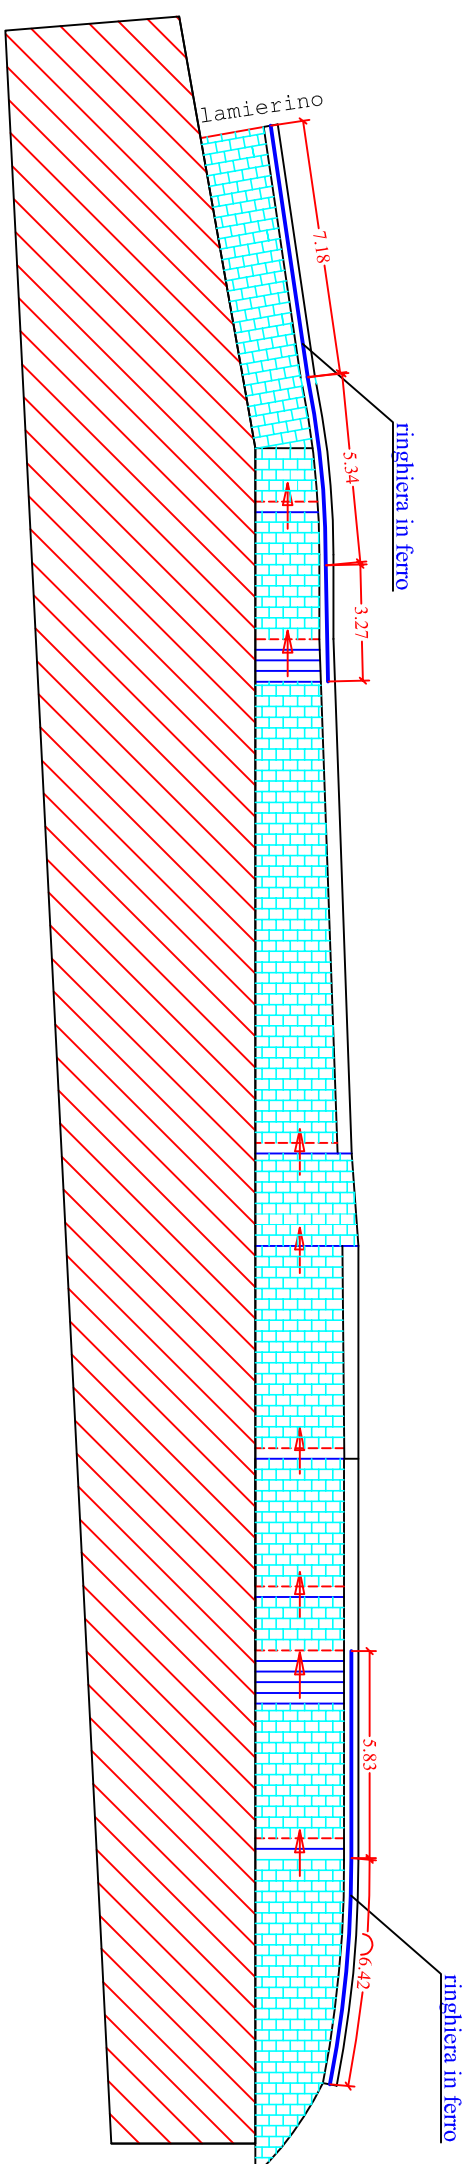 lamierino
7.18
ringhiera in ferro
5.34
3.27
5.83
6.42
ringhiera in ferro